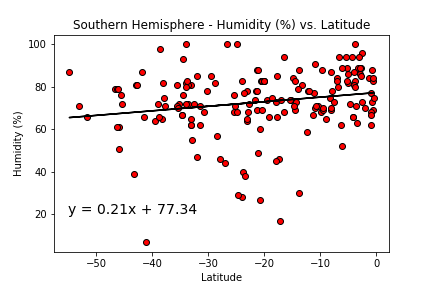 Southern Hemisphere - Humidity (%) vs. Latitude
100
80
60
40
20
Humidity (%)
y = 0.21x + 77.34
−50 −40 −30 −20 −10 0
Latitude